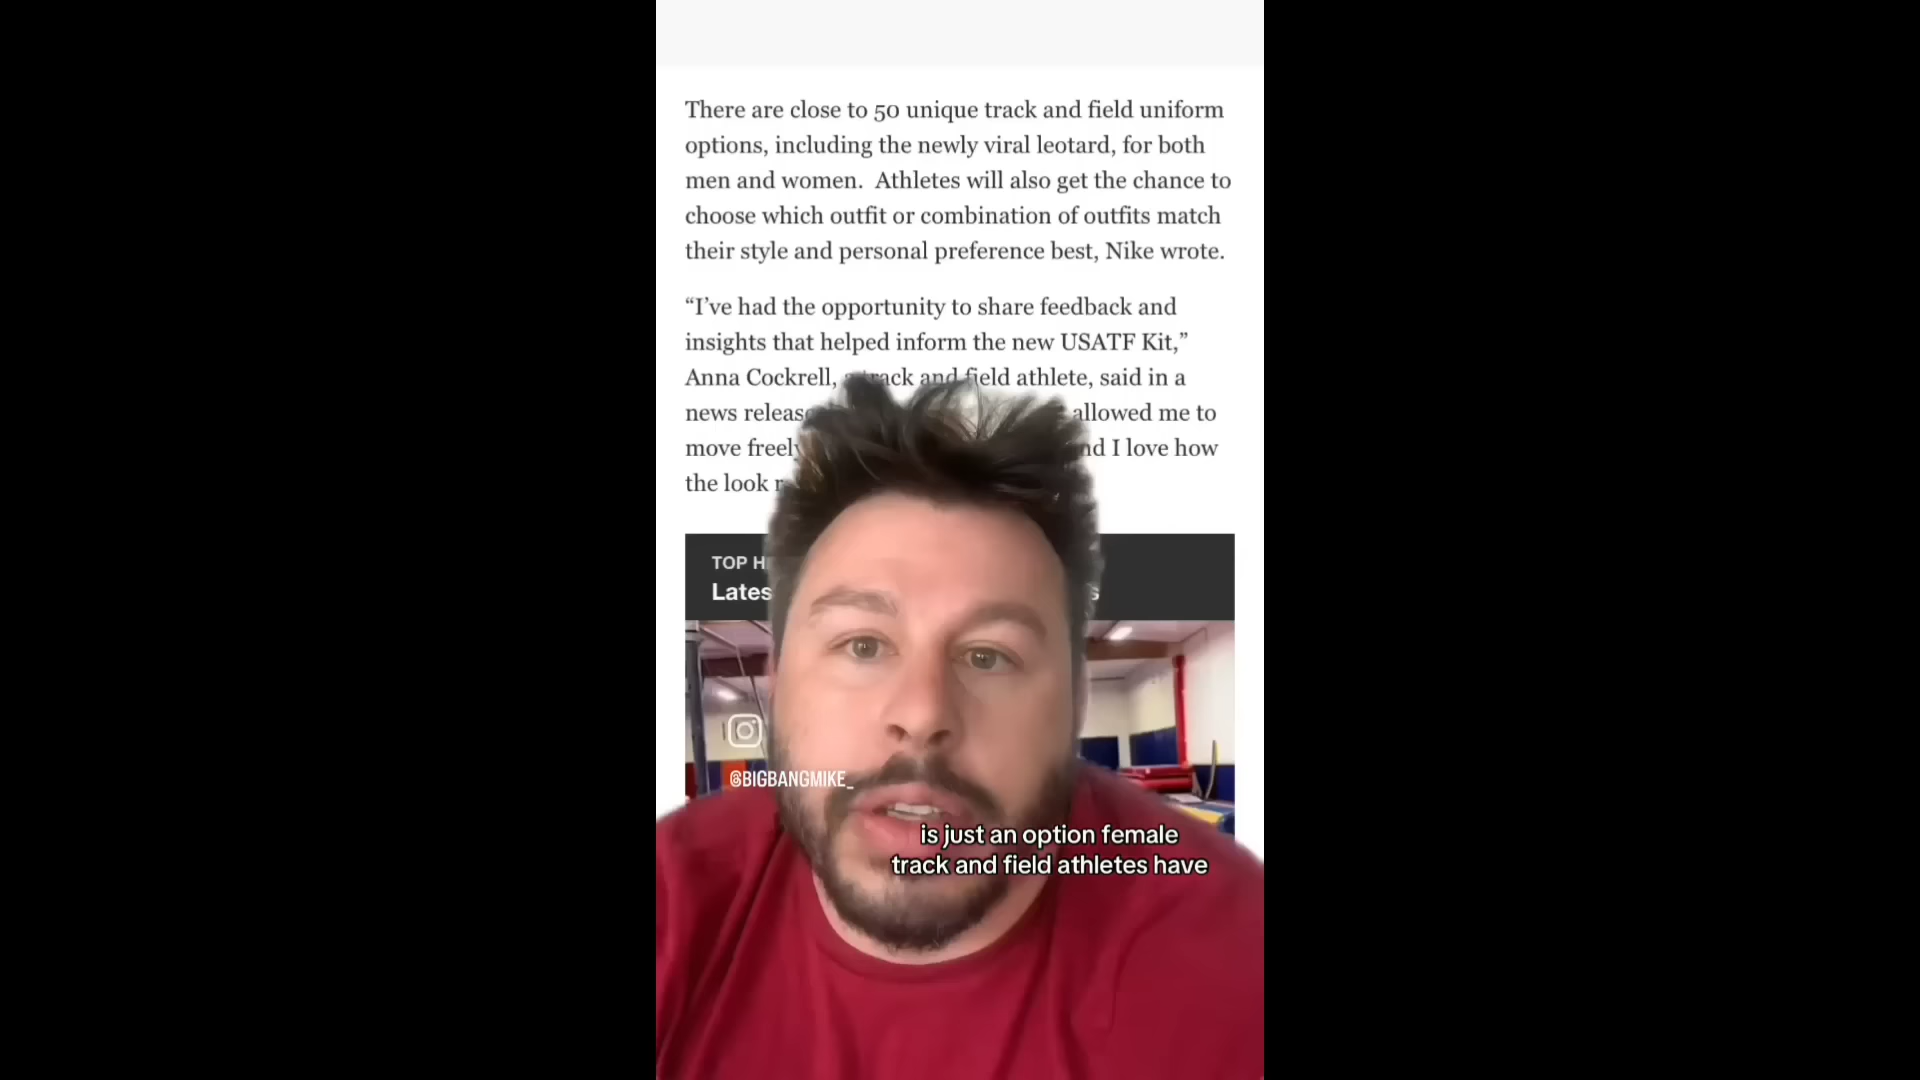 There are close to 50 unique track and field uniform
options, including the newly viral leotard, for both
men and women. Athletes will also get the chance to
choose which outfit or combination of outfits match
their style and personal preference best, Nike wrote.
“I’ve had the opportunity to share feedback and
insights that helped inform the new USATF Kit,”
Anna Cockrell, a track and field athlete, said in a
news allowed me to
move I love how
the look
TOP
@BIGBANGMIKE_
is just an option female
track and field athletes have